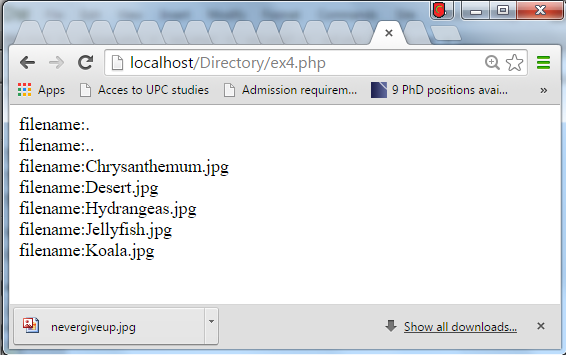 localhost/Directory/ex4.php
Apps Acces to UPC studies Admission requirem... 9 PhD positions avai... »
filename:.
filename:..
filename:Chrysanthemum.jpg
filename:Desert.jpg
filename:Hydrangeas.jpg
filename:Jellyfish.jpg
filename:Koala.jpg
nevergiveup.jpg Show all downloads...